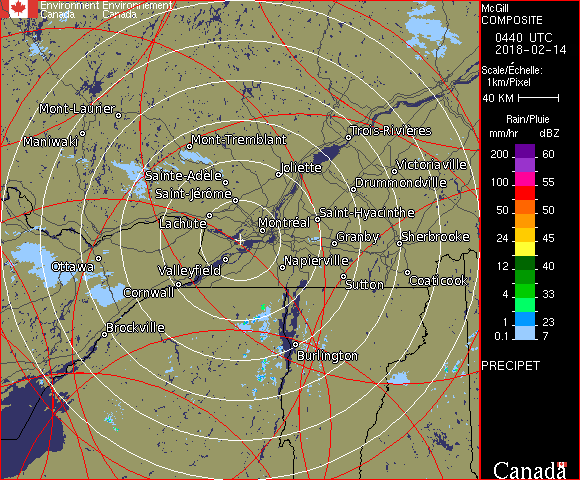 Environment Environnement
Canada Canada
McGill
COMPOSITE
0440 UTC
2018-02-14
Scale/Échelle:
1km/Pixel
40 KM
Rain/Pluie
mm/hr dBZ
200 60
150 57
100 55
50 50
24 45
12 40
4 33
1 23
0.1 7
PRECIPET
Canada
Mont-Laurier
Maniwaki
Mont-Tremblant
Trois-Rivières
Joliette
Victoriaville
Sainte-Adèle
Drummondville
Saint-Jérôme
Saint-Hyacinthe
Lachute
Montréal
Granby
Sherbrooke
Ottawa
Valleyfield
Napierville
Cornwall
Sutton
Coaticook
Brockville
Burlington